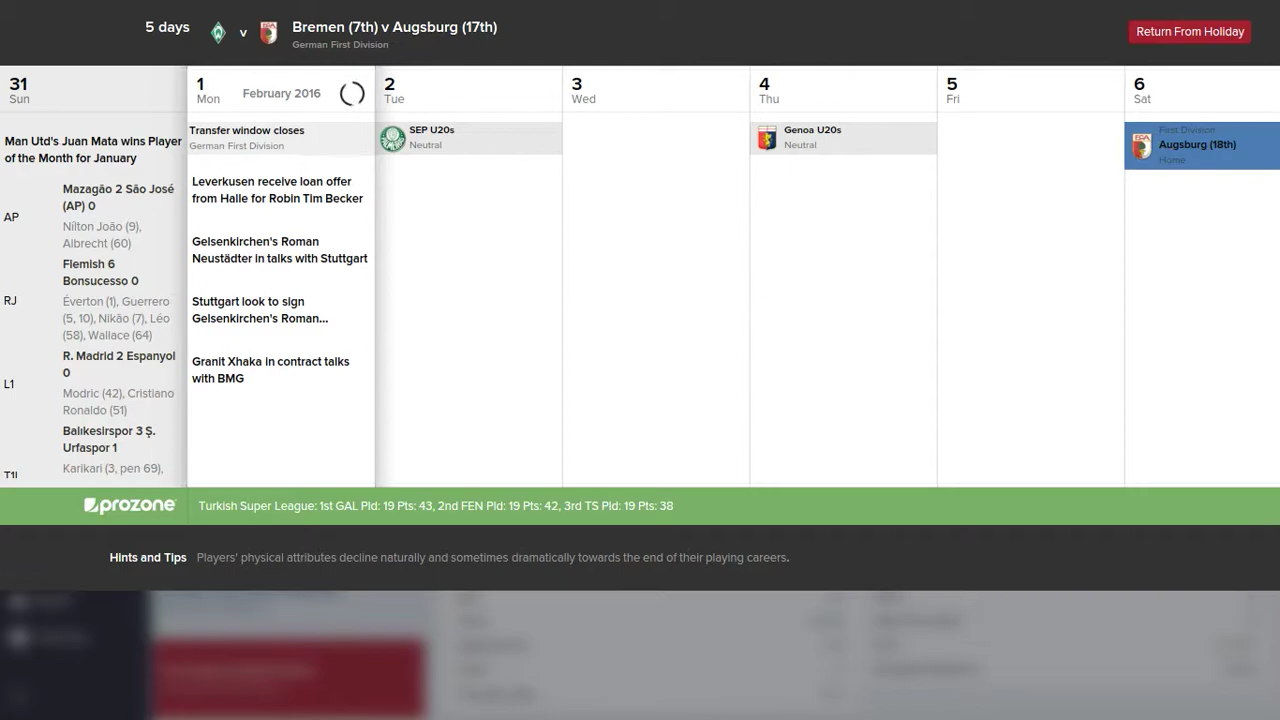 5 days
v
Bremen (7th) v Augsburg (17th)
German First Division
Return From Holiday
31
Sun
1
Mon
February 2016
2
Tue
3
Wed
4
Thu
5
Fri
6
Sat
Man Utd's Juan Mata wins Player
of the Month for January
AP
Mazagão 2 São José
(AP) 0
Nílton João (9),
Albrecht (60)
RJ
Flemish 6
Bonsucesso 0
Éverton (1), Guerrero
(5, 10), Nikão (7), Léo
(58), Wallace (64)
L1
R. Madrid 2 Espanyol
0
Modric (42), Cristiano
Ronaldo (51)
T1L
Balıkesirspor 3 Ş.
Urfaspor 1
Karikari (3, pen 69),
Transfer window closes
German First Division
Leverkusen receive loan offer
from Halle for Robin Tim Becker
Gelsenkirchen's Roman
Neustädter in talks with Stuttgart
Stuttgart look to sign
Gelsenkirchen's Roman...
Granit Xhaka in contract talks
with BMG
SEP U20s
Neutral
Genoa U20s
Neutral
First Division
Augsburg (18th)
Home
prozone
Turkish Super League: 1st GAL Pld: 19 Pts: 43, 2nd FEN Pld: 19 Pts: 42, 3rd TS Pld: 19 Pts: 38
Hints and Tips
Players' physical attributes decline naturally and sometimes dramatically towards the end of their playing careers.